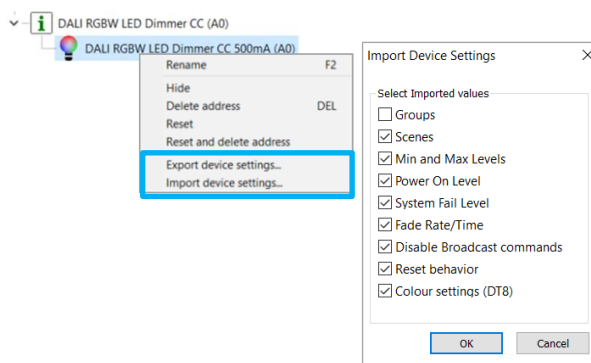 DALI RGBW LED Dimmer CC (A0)
DALI RGBW LED Dimmer CC 500mA (A0)
Rename F2
Hide
Delete address DEL
Reset
Reset and delete address
Export device settings...
Import device settings...
Import Device Settings
Select Imported values
Groups
Scenes
Min and Max Levels
Power On Level
System Fail Level
Fade Rate/Time
Disable Broadcast commands
Reset behavior
Colour settings (DT8)
OK Cancel